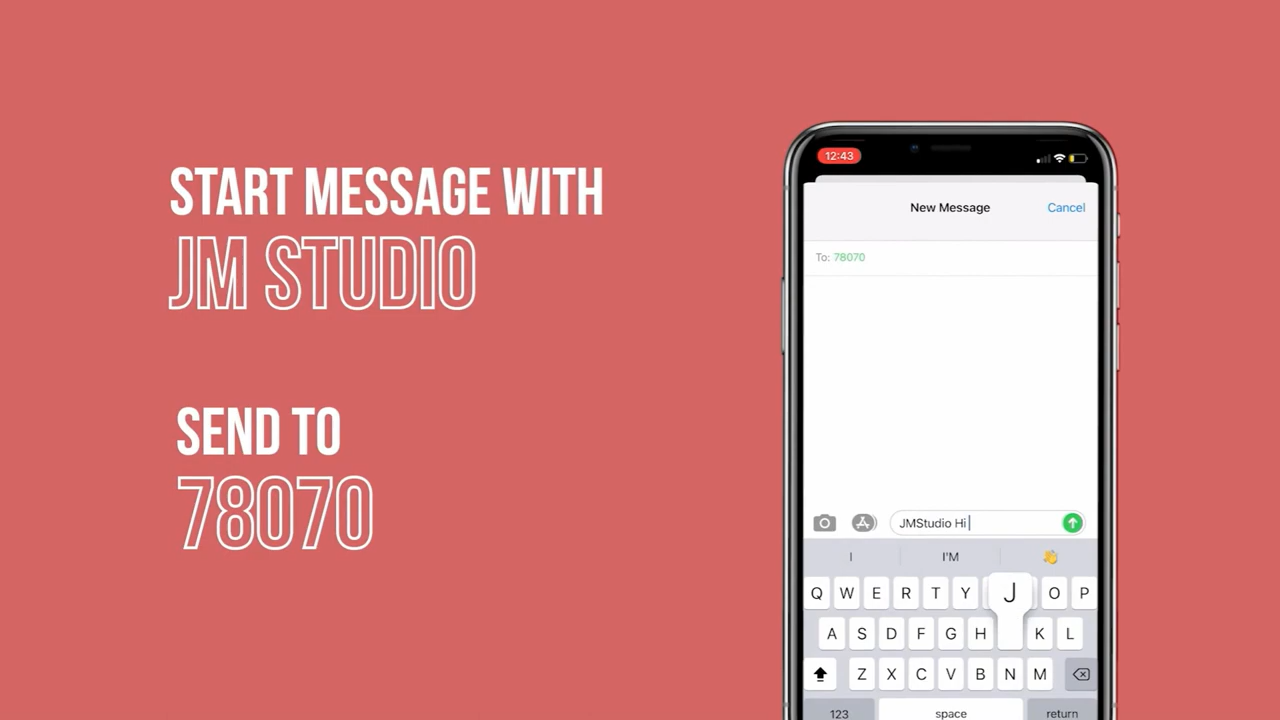 START MESSAGE WITH
JM STUDIO
SEND TO
78070
12:43
New Message
Cancel
To: 78070
JMStudio Hi
I
I'M
👋
Q W E R T Y J O P
A S D F G H K L
Z X C V B N M
123 space return